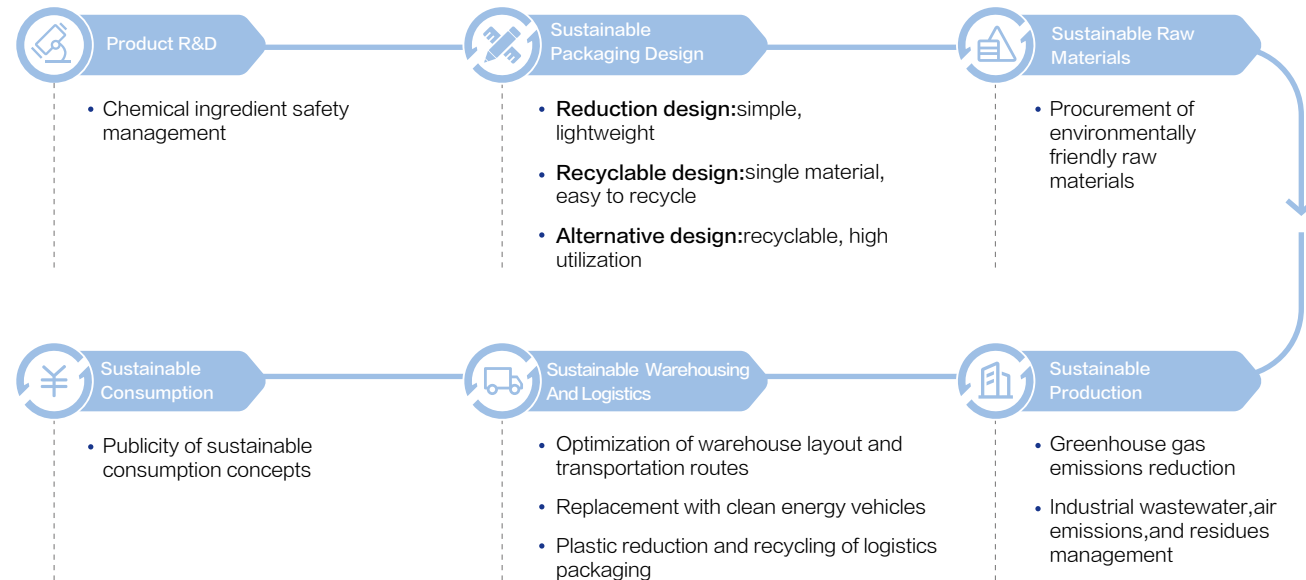 Product R&D
• Chemical ingredient safety
management
Sustainable
Packaging Design
• Reduction design:simple,
lightweight
• Recyclable design:single material,
easy to recycle
• Alternative design:recyclable, high
utilization
Sustainable Raw
Materials
• Procurement of
environmentally
friendly raw
materials
Sustainable
Consumption
• Publicity of sustainable
consumption concepts
Sustainable Warehousing
And Logistics
• Optimization of warehouse layout and
transportation routes
• Replacement with clean energy vehicles
• Plastic reduction and recycling of logistics
packaging
Sustainable
Production
• Greenhouse gas
emissions reduction
• Industrial wastewater,air
emissions,and residues
management